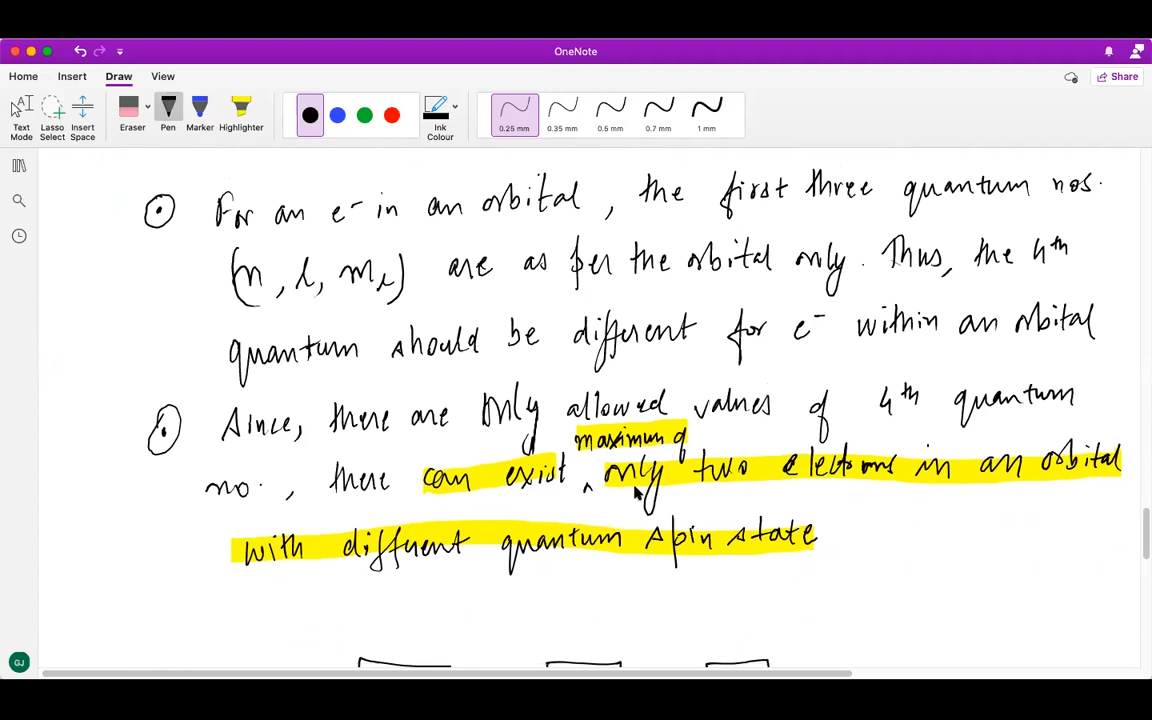 OneNote
Home Insert Draw View
Share
Text Mode Lasso Select Insert Space Eraser Pen Marker Highlighter Ink Colour 0.25 mm 0.35 mm 0.5 mm 0.7 mm 1 mm
For an e⁻ in an orbital, the first three quantum nos.
(n, l, mₗ) are as per the orbital only. Thus, the 4th
quantum should be different for e⁻ within an orbital
Since, there are only allowed values of 4th quantum
maximum of
no., there can exist ^ only two electrons in an orbital
with different quantum spin state
GJ